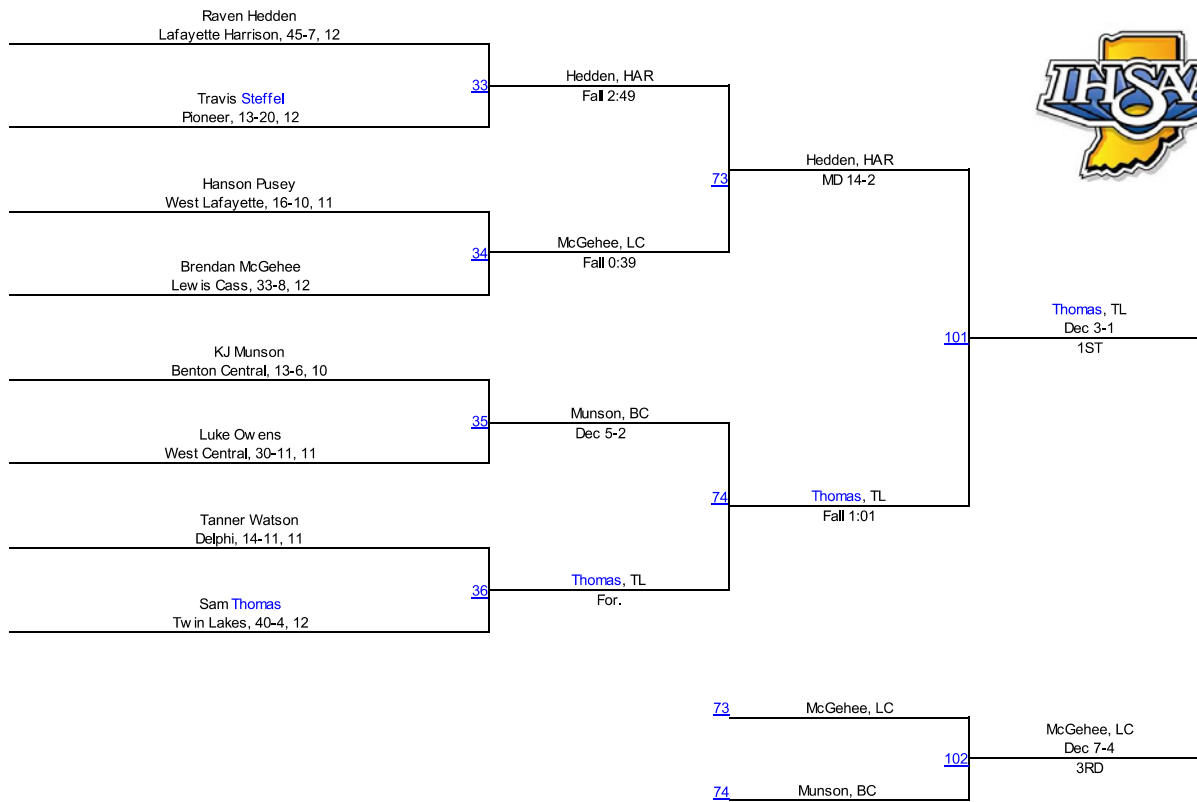 Raven Hedden
Lafayette Harrison, 45-7, 12
33
Travis Steffel
Pioneer, 13-20, 12
Hedden, HAR
Fall 2:49
73
Hanson Pusey
West Lafayette, 16-10, 11
34
Brendan McGehee
Lewis Cass, 33-8, 12
McGehee, LC
Fall 0:39
Hedden, HAR
MD 14-2
101
KJ Munson
Benton Central, 13-6, 10
35
Luke Owens
West Central, 30-11, 11
Munson, BC
Dec 5-2
74
Tanner Watson
Delphi, 14-11, 11
36
Sam Thomas
Twin Lakes, 40-4, 12
Thomas, TL
For.
Thomas, TL
Fall 1:01
Thomas, TL
Dec 3-1
1ST
IHSAA
73
McGehee, LC
102
74
Munson, BC
McGehee, LC
Dec 7-4
3RD